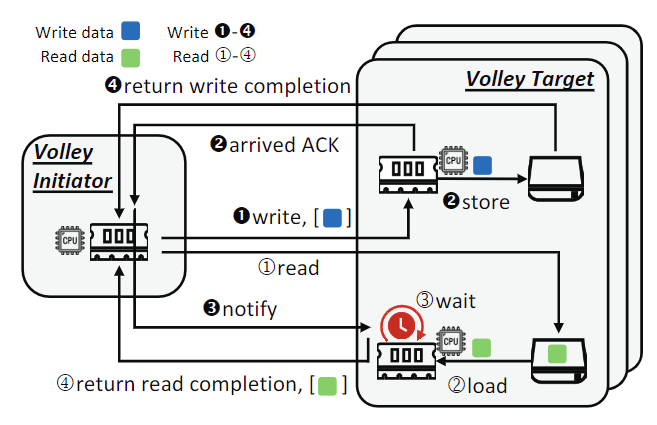 Write data Write ❶-❹
Read data Read ①-④
❹return write completion
Volley Target
Volley
Initiator
❷arrived ACK
CPU
❷store
❶write, [ ]
CPU
①read
③wait
❸notify
CPU
②load
④return read completion, [ ]